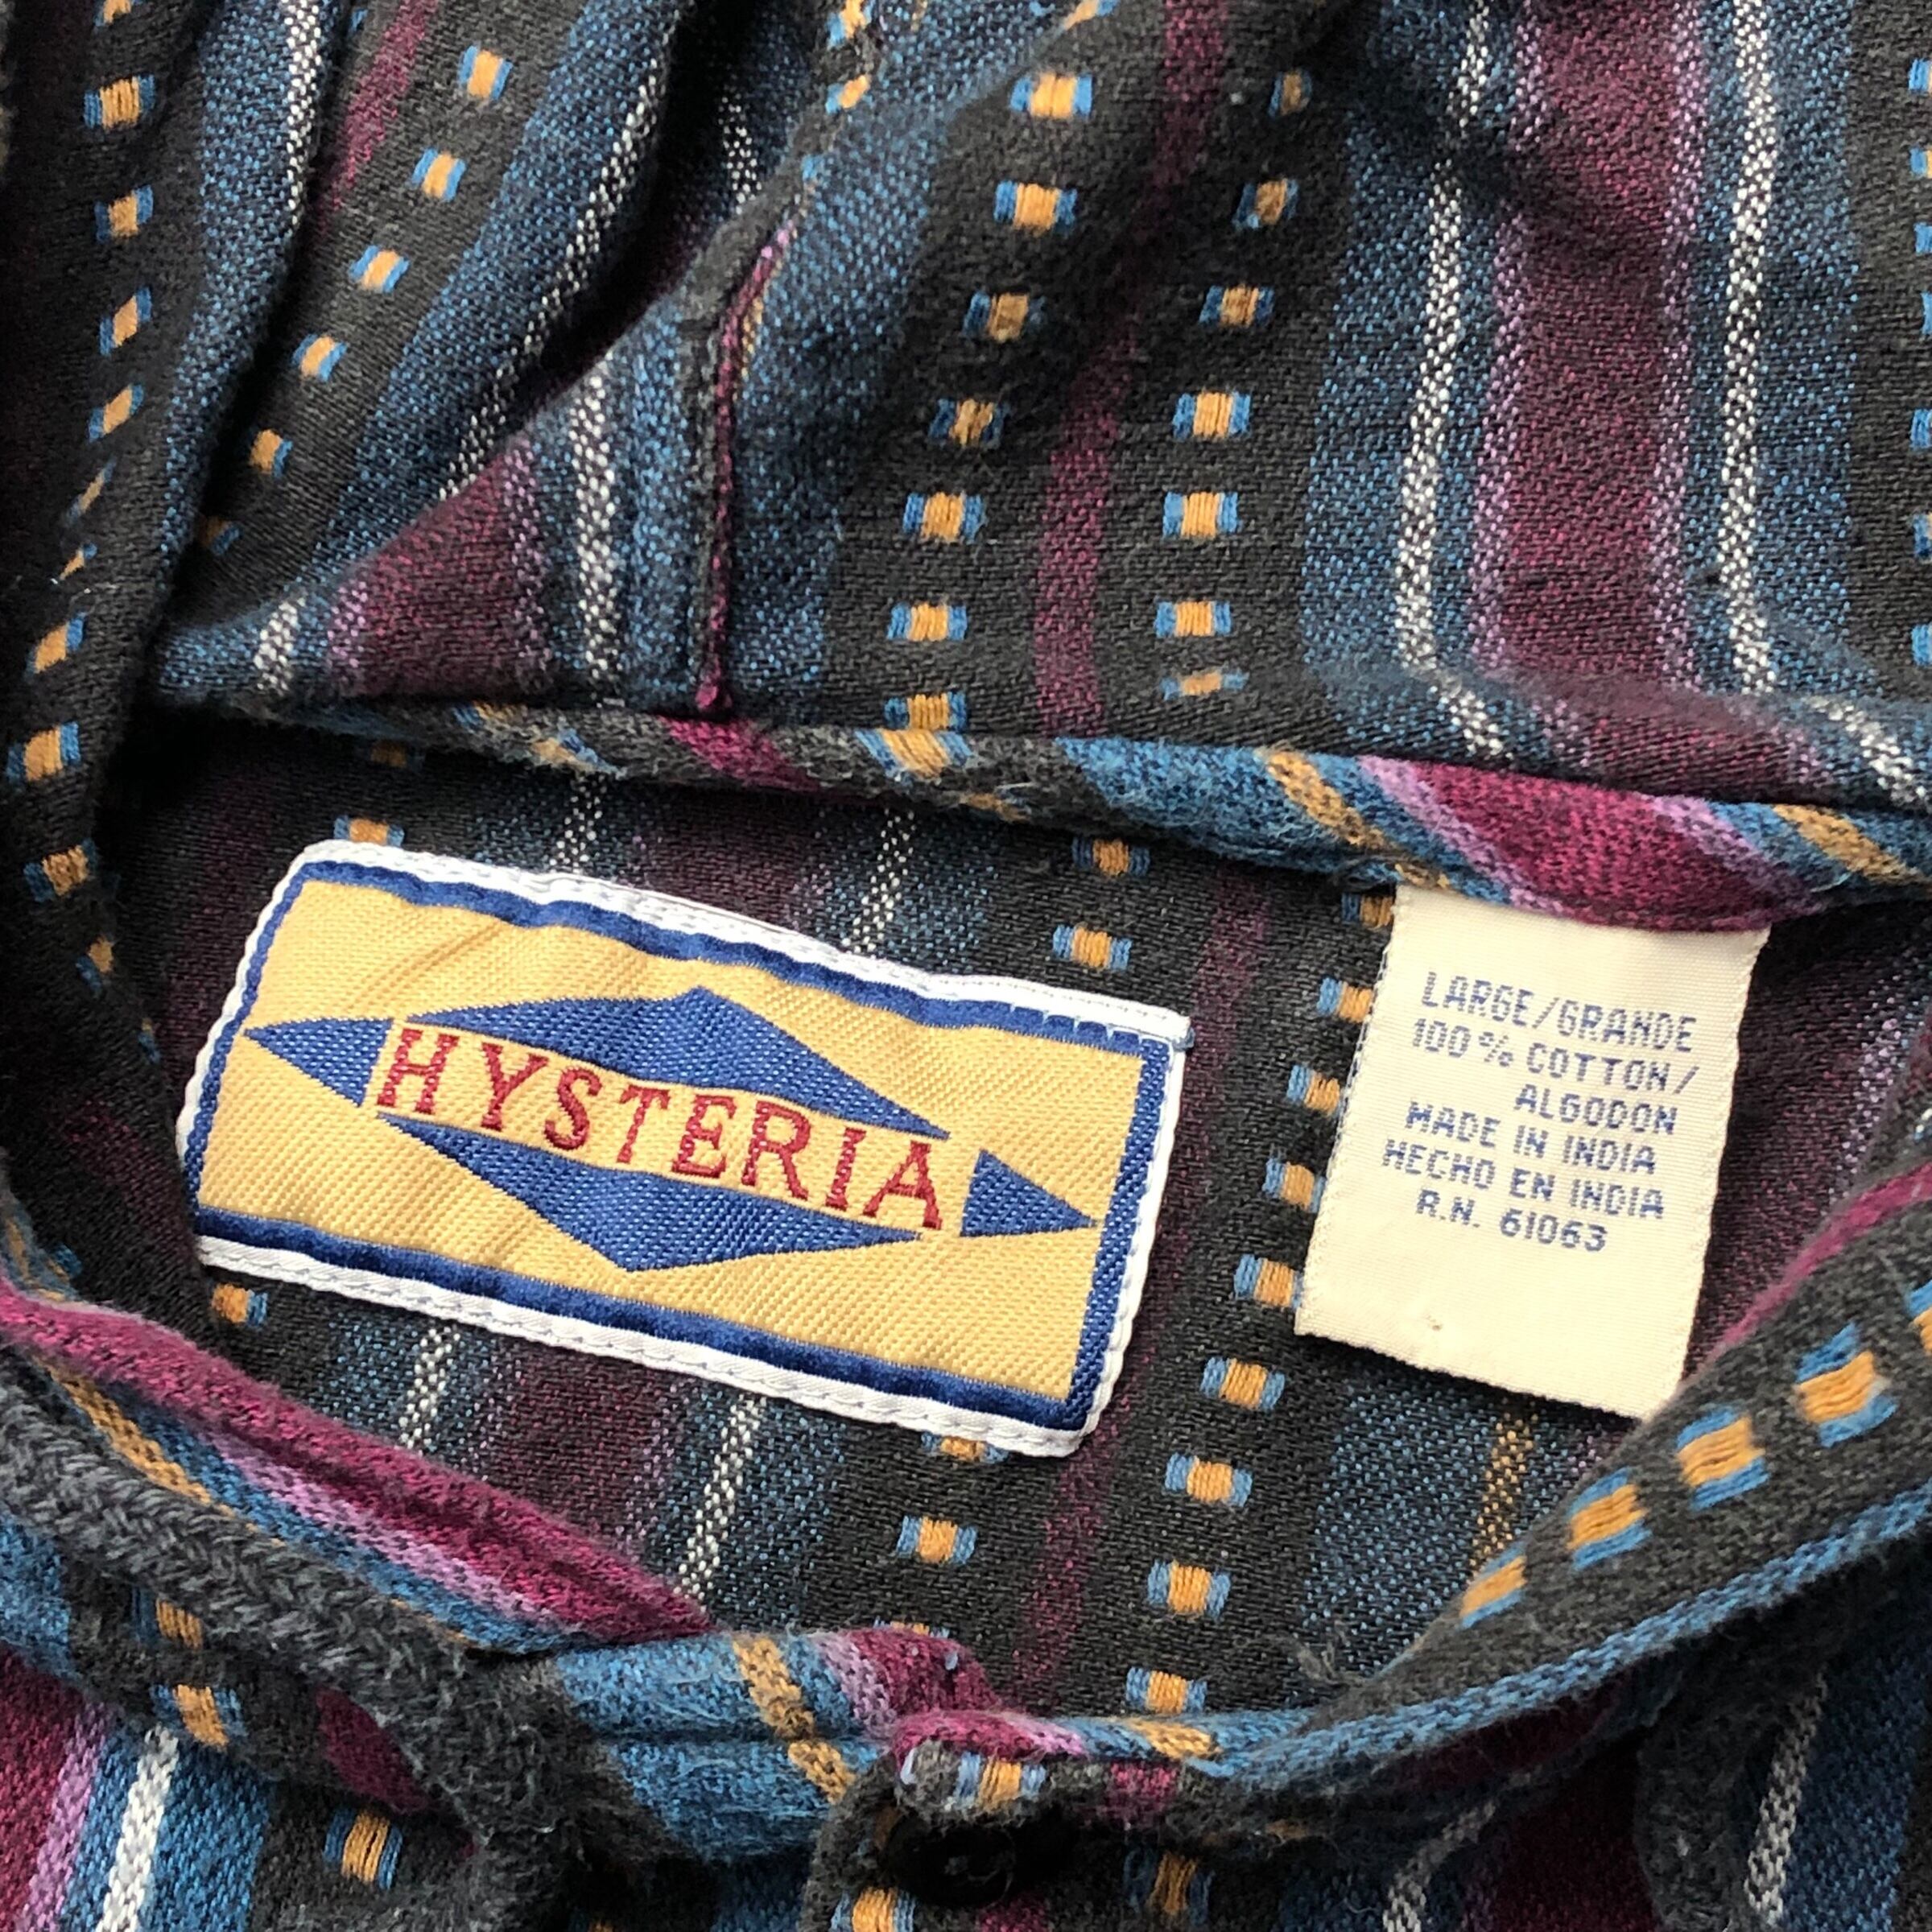 HYSTERIA
LARGE/GRANDE
100% COTTON/
ALGODON
MADE IN INDIA
HECHO EN INDIA
R.N. 61063